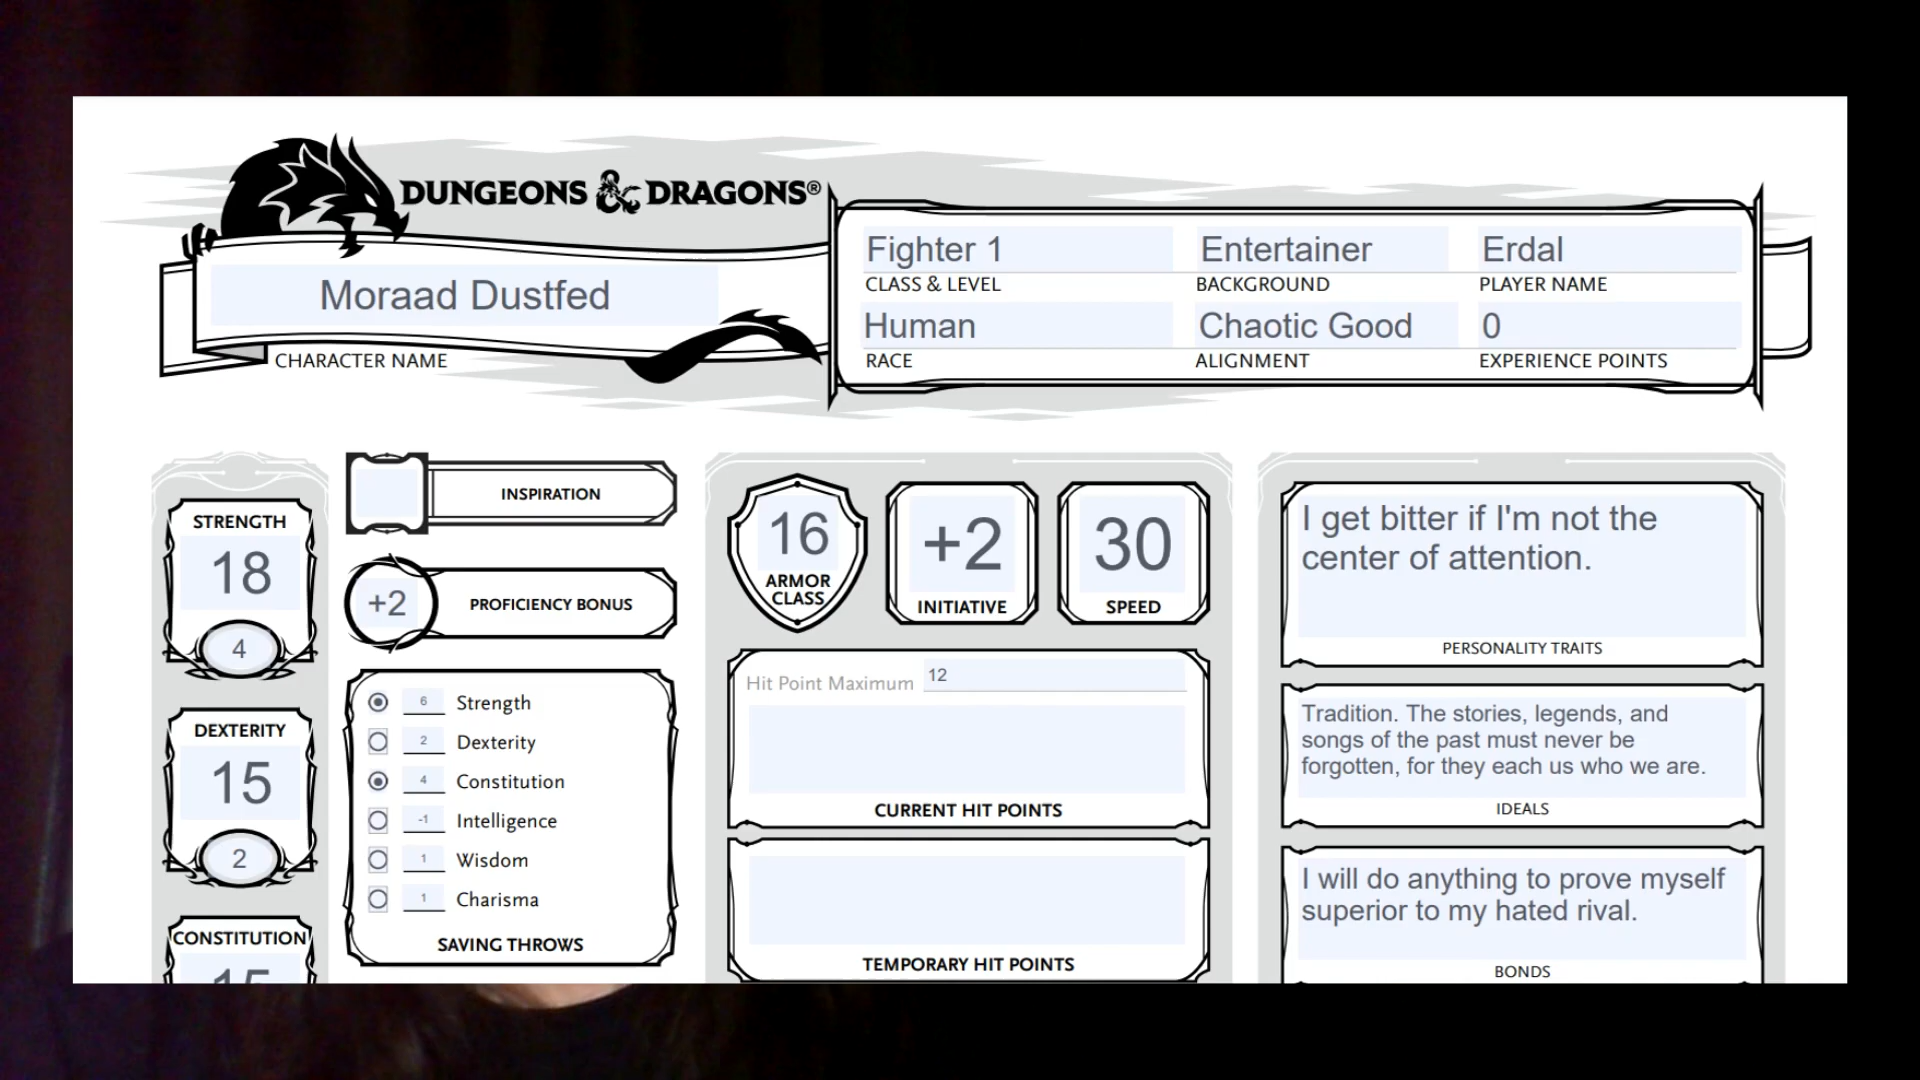 DUNGEONS & DRAGONS®
Moraad Dustfed
CHARACTER NAME
Fighter 1
CLASS & LEVEL
Entertainer
BACKGROUND
Erdal
PLAYER NAME
Human
RACE
Chaotic Good
ALIGNMENT
0
EXPERIENCE POINTS
STRENGTH
18
4
DEXTERITY
15
2
CONSTITUTION
15
INSPIRATION
+2
PROFICIENCY BONUS
6 Strength
2 Dexterity
4 Constitution
-1 Intelligence
1 Wisdom
1 Charisma
SAVING THROWS
16
ARMOR
CLASS
+2
INITIATIVE
30
SPEED
Hit Point Maximum 12
CURRENT HIT POINTS
TEMPORARY HIT POINTS
I get bitter if I'm not the
center of attention.
PERSONALITY TRAITS
Tradition. The stories, legends, and
songs of the past must never be
forgotten, for they each us who we are.
IDEALS
I will do anything to prove myself
superior to my hated rival.
BONDS